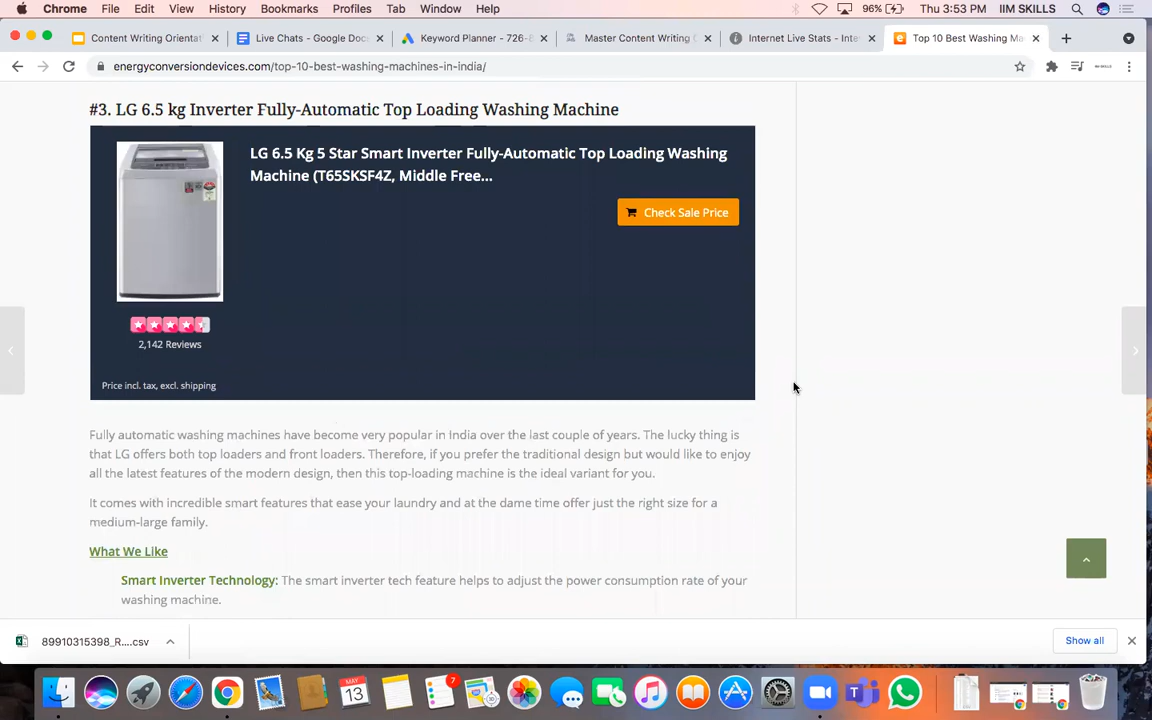 Chrome File Edit View History Bookmarks Profiles Tab Window Help 96% Thu 3:53 PM IIM SKILLS
Content Writing Orientat Live Chats - Google Doc Keyword Planner - 726-8 Master Content Writing C Internet Live Stats - Inte Top 10 Best Washing Ma
energyconversiondevices.com/top-10-best-washing-machines-in-india/
#3. LG 6.5 kg Inverter Fully-Automatic Top Loading Washing Machine
LG 6.5 Kg 5 Star Smart Inverter Fully-Automatic Top Loading Washing
Machine (T65SKSF4Z, Middle Free...
Check Sale Price
2,142 Reviews
Price incl. tax, excl. shipping
Fully automatic washing machines have become very popular in India over the last couple of years. The lucky thing is
that LG offers both top loaders and front loaders. Therefore, if you prefer the traditional design but would like to enjoy
all the latest features of the modern design, then this top-loading machine is the ideal variant for you.
It comes with incredible smart features that ease your laundry and at the dame time offer just the right size for a
medium-large family.
What We Like
Smart Inverter Technology: The smart inverter tech feature helps to adjust the power consumption rate of your
washing machine.
89910315398_R....csv
Show all
7
MAY
13